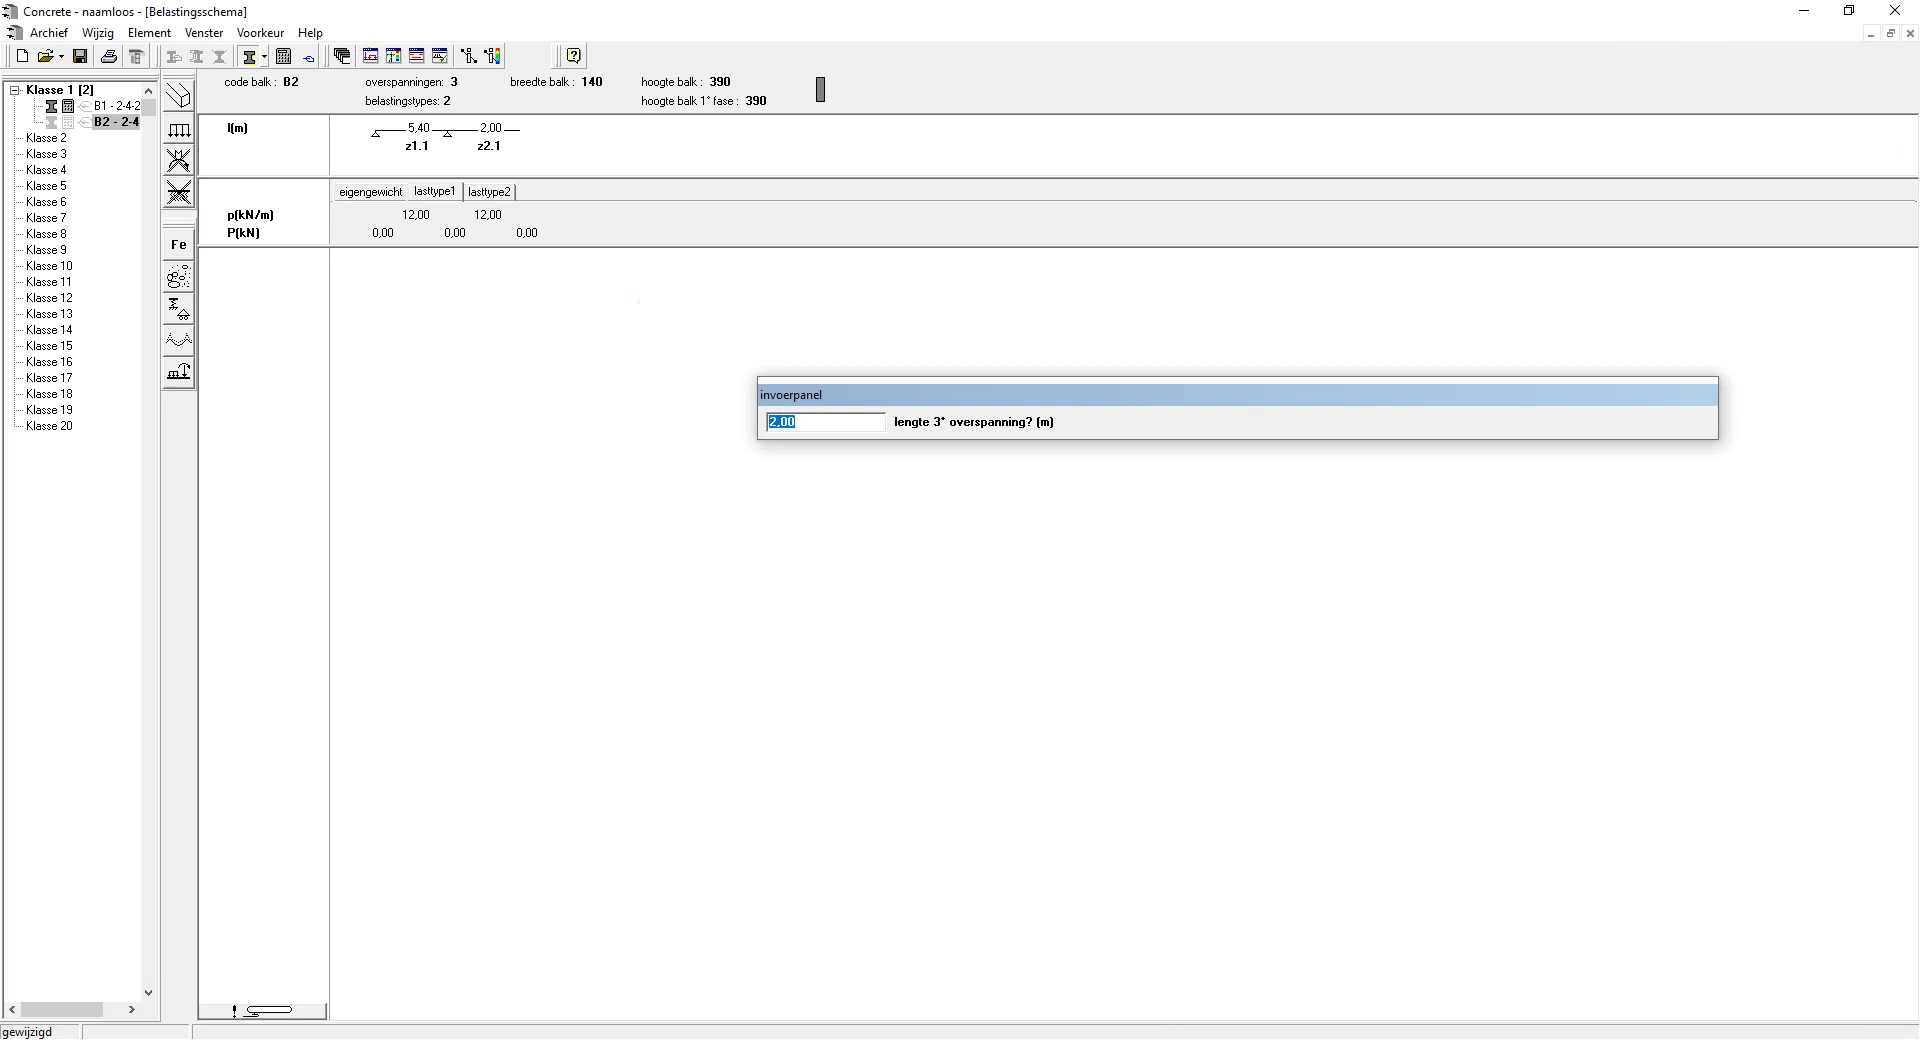 Concrete - naamloos - [Belastingsschema]
Archief Wijzig Element Venster Voorkeur Help
Klasse 1 [2]
B1 - 2-4-2
B2 - 2-4
Klasse 2
Klasse 3
Klasse 4
Klasse 5
Klasse 6
Klasse 7
Klasse 8
Klasse 9
Klasse 10
Klasse 11
Klasse 12
Klasse 13
Klasse 14
Klasse 15
Klasse 16
Klasse 17
Klasse 18
Klasse 19
Klasse 20
Fe
code balk : B2 overspanningen: 3 breedte balk : 140 hoogte balk : 390
belastingstypes: 2 hoogte balk 1° fase : 390
l(m) 5,40 2,00
z1.1 z2.1
eigengewicht lasttype1 lasttype2
p(kN/m) 12,00 12,00
P(kN) 0,00 0,00 0,00
invoerpanel
2,00 lengte 3° overspanning? (m)
!
gewijzigd